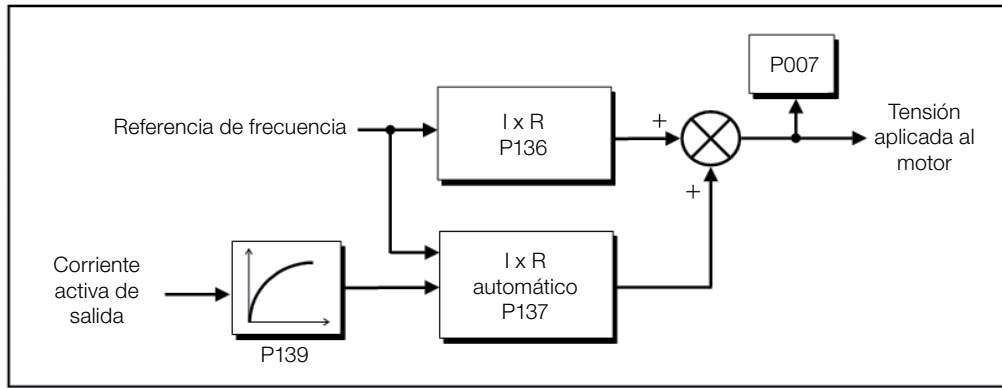 P007
Referencia de frecuencia
I x R
P136
+
Tensión
aplicada al
motor
+
Corriente
activa de
salida
P139
I x R
automático
P137